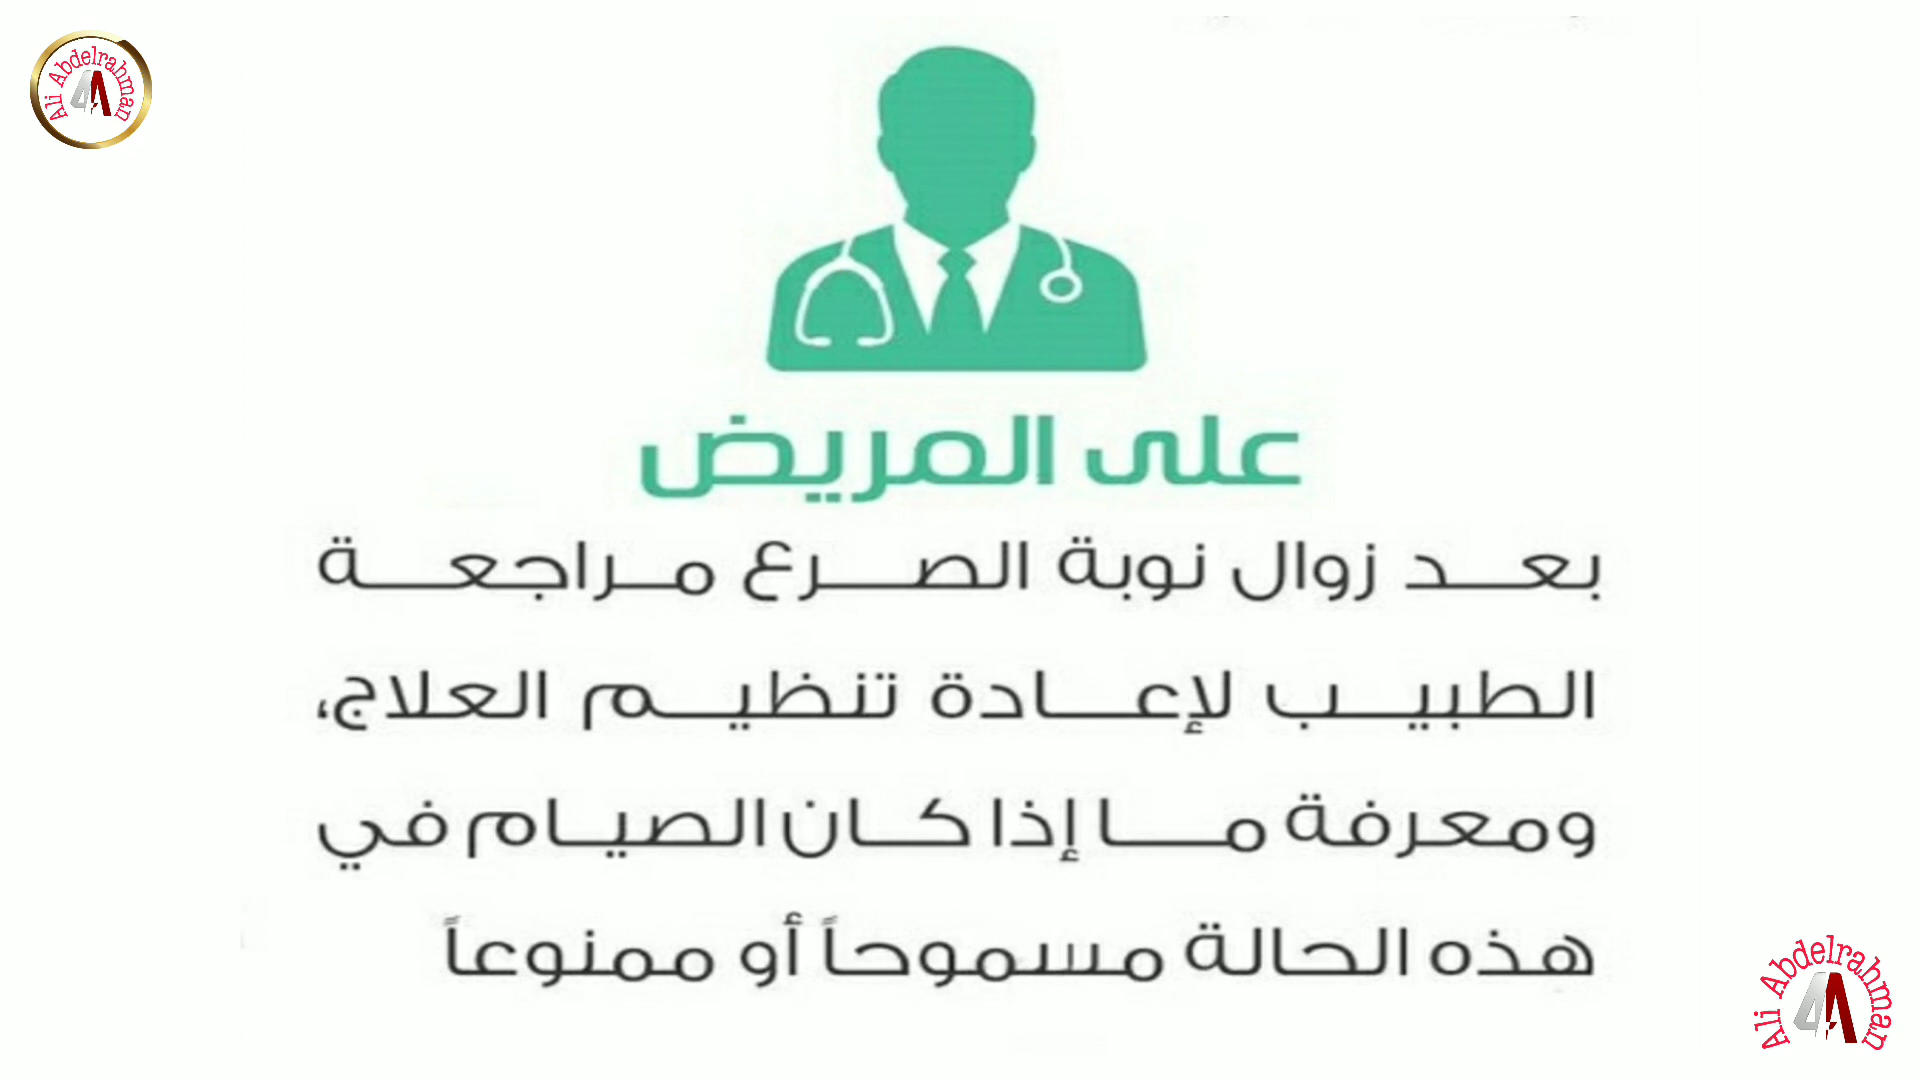 Ali Abdelrahman
على المريض
بعد زوال نوبة الصرع مراجعة
الطبيب لإعادة تنظيم العلاج،
ومعرفة ما إذا كان الصيام في
هذه الحالة مسموحاً أو ممنوعاً
Ali Abdelrahman